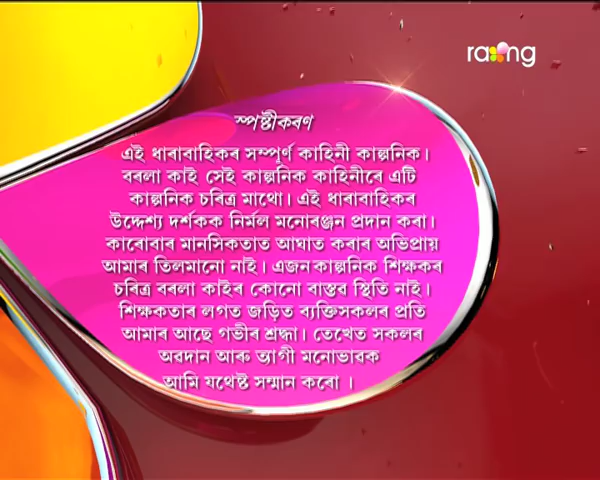 raong
স্পষ্টীকৰণ
এই ধাৰাবাহিকৰ সম্পূৰ্ণ কাহিনী কাল্পনিক।
বৰলা কাই সেই কাল্পনিক কাহিনীৰে এটি
কাল্পনিক চৰিত্ৰ মাথো। এই ধাৰাবাহিকৰ
উদ্দেশ্য দৰ্শকক নিৰ্মল মনোৰঞ্জন প্ৰদান কৰা।
কাৰোবাৰ মানসিকতাত আঘাত কৰাৰ অভিপ্ৰায়
আমাৰ তিলমানো নাই। এজন কাল্পনিক শিক্ষকৰ
চৰিত্ৰ বৰলা কাইৰ কোনো বাস্তৱ স্থিতি নাই।
শিক্ষকতাৰ লগত জড়িত ব্যক্তিসকলৰ প্ৰতি
আমাৰ আছে গভীৰ শ্ৰদ্ধা। তেখেত সকলৰ
অৱদান আৰু ত্যাগী মনোভাৱক
আমি যথেষ্ট সন্মান কৰো ।